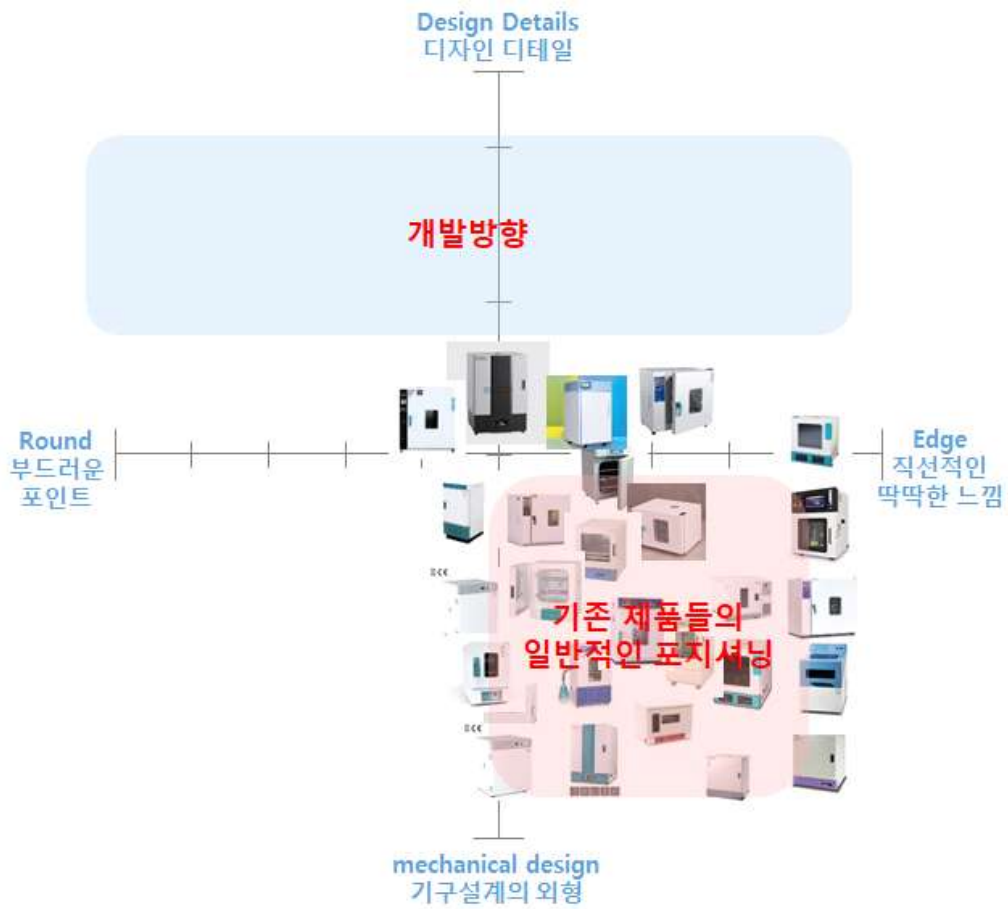 Design Details
디자인 디테일
개발방향
Round
부드러운
포인트
Edge
직선적인
딱딱한 느낌
기존 제품들의
일반적인 포지셔닝
mechanical design
기구설계의 외형